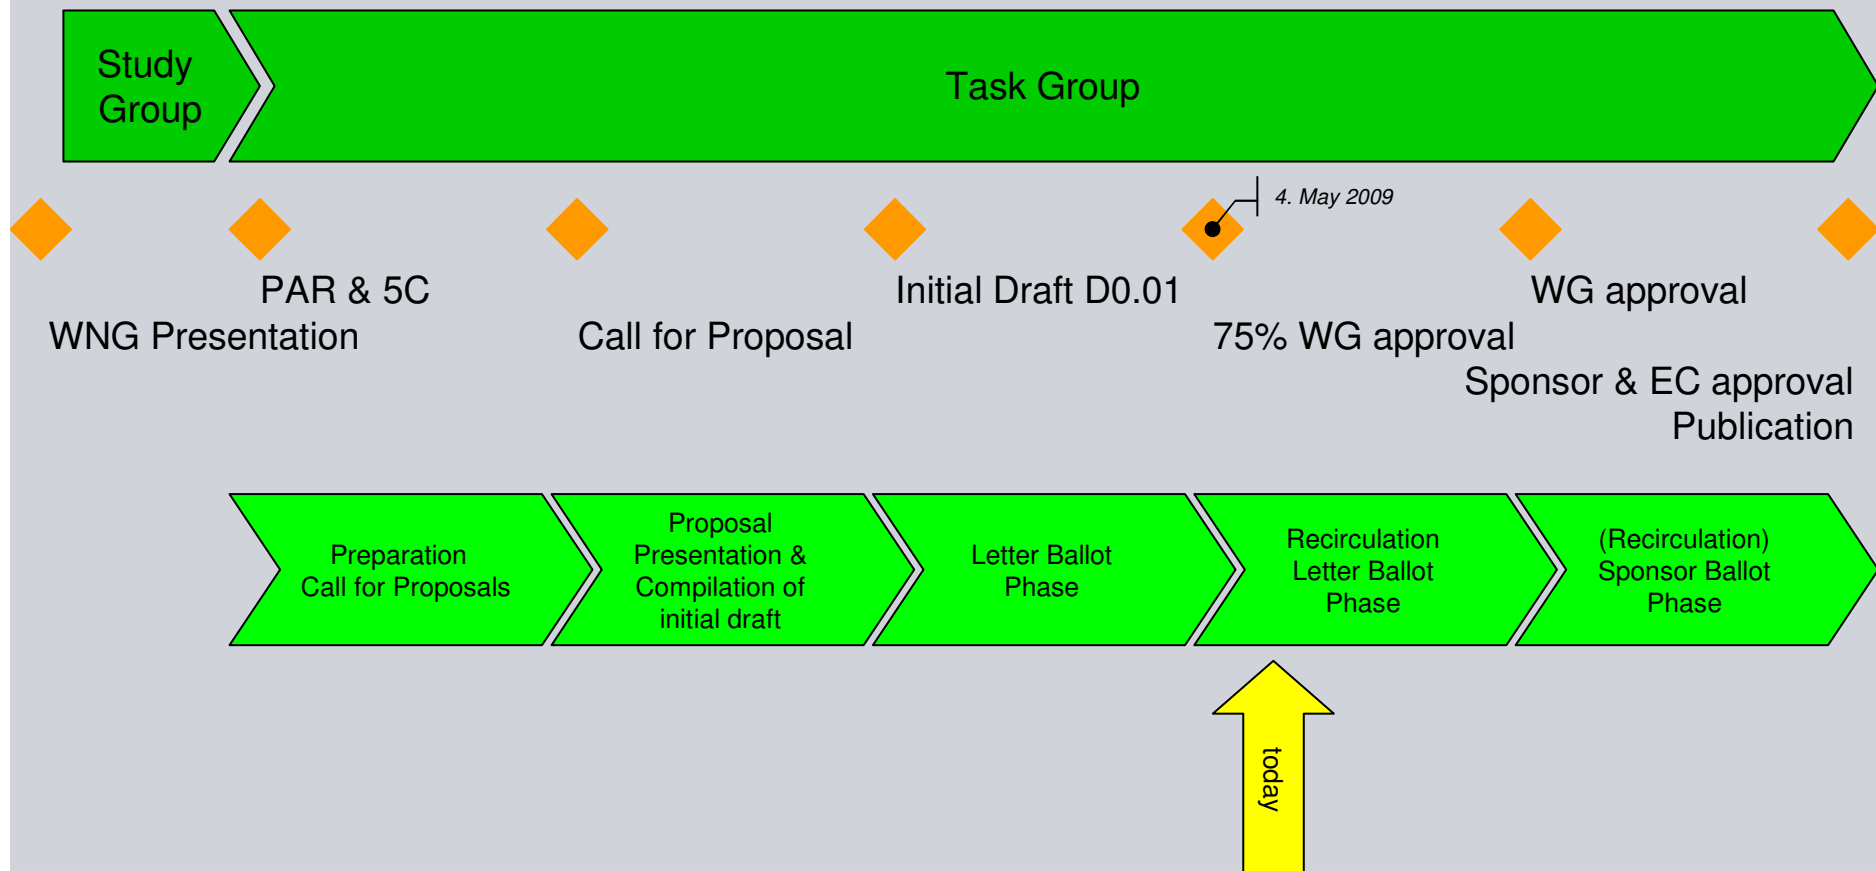 Study
Group
Task Group
4. May 2009
PAR & 5C
Initial Draft D0.01
WG approval
WNG Presentation
Call for Proposal
75% WG approval
Sponsor & EC approval
Publication
Preparation
Call for Proposals
Proposal
Presentation &
Compilation of
initial draft
Letter Ballot
Phase
Recirculation
Letter Ballot
Phase
(Recirculation)
Sponsor Ballot
Phase
today